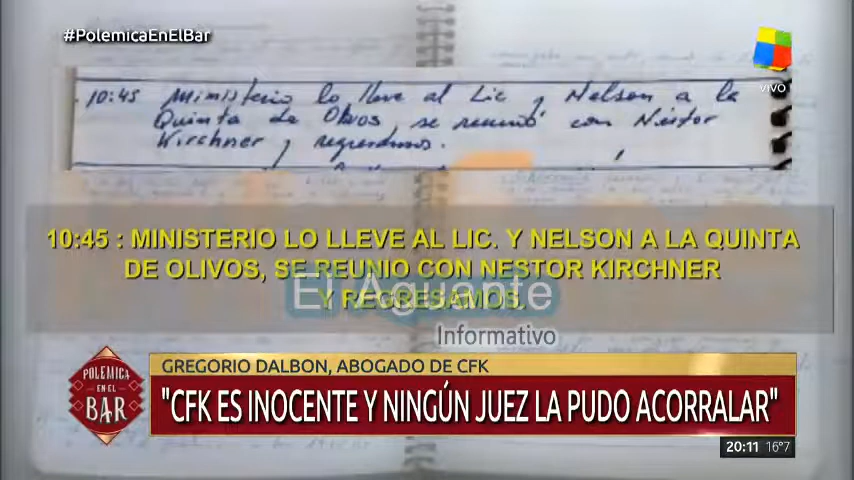 #PolemicaEnElBar
VIVO
10:45 Ministerio lo lleve al Lic y Nelson a la
Quinta de Olivos, se reunió con Néstor
Kirchner y regresamos.
10:45 : MINISTERIO LO LLEVE AL LIC. Y NELSON A LA QUINTA
DE OLIVOS, SE REUNIO CON NESTOR KIRCHNER
Y REGRESAMOS.
El Aguante
Informativo
POLEMICA
EN EL
BAR
GREGORIO DALBON, ABOGADO DE CFK
"CFK ES INOCENTE Y NINGÚN JUEZ LA PUDO ACORRALAR"
20:11 16°7